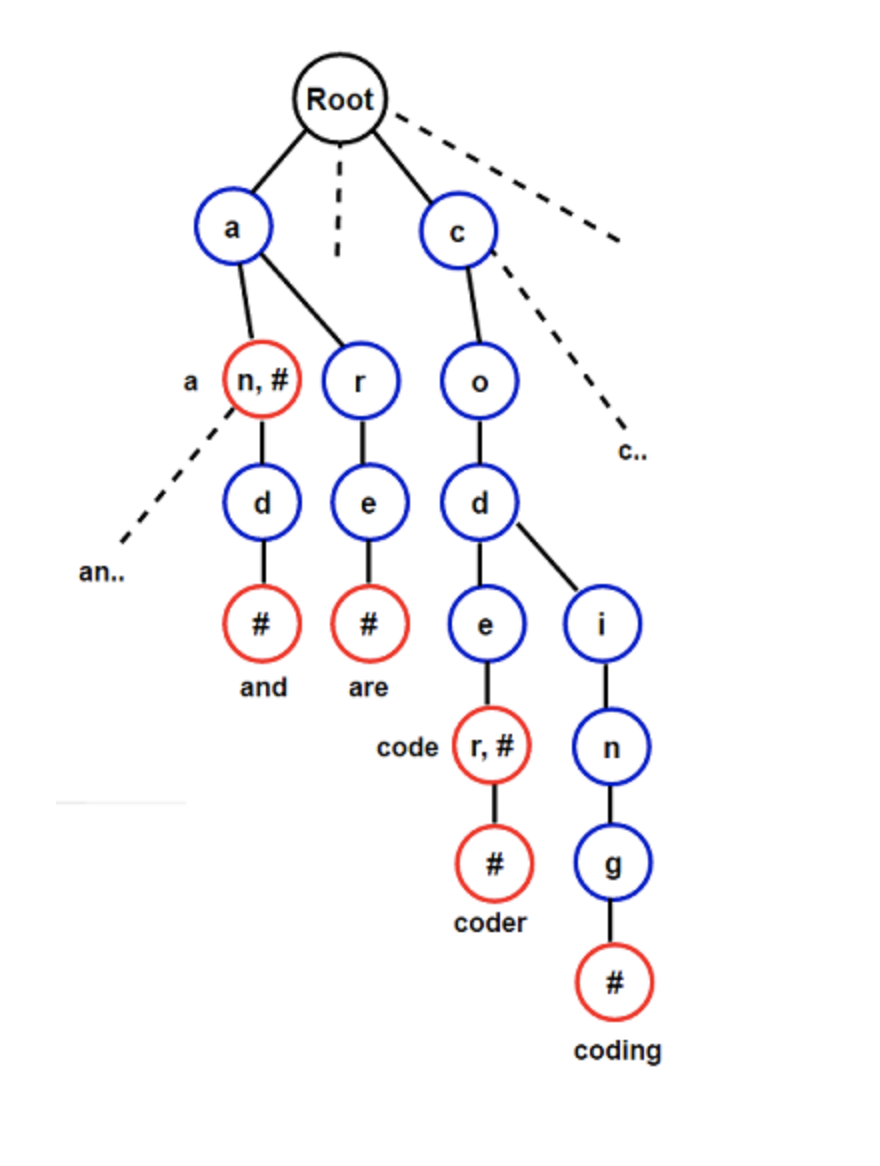 Root
a
c
a
n, #
r
o
c..
d
e
d
an..
#
#
e
i
and
are
code
r, #
n
#
g
coder
#
coding